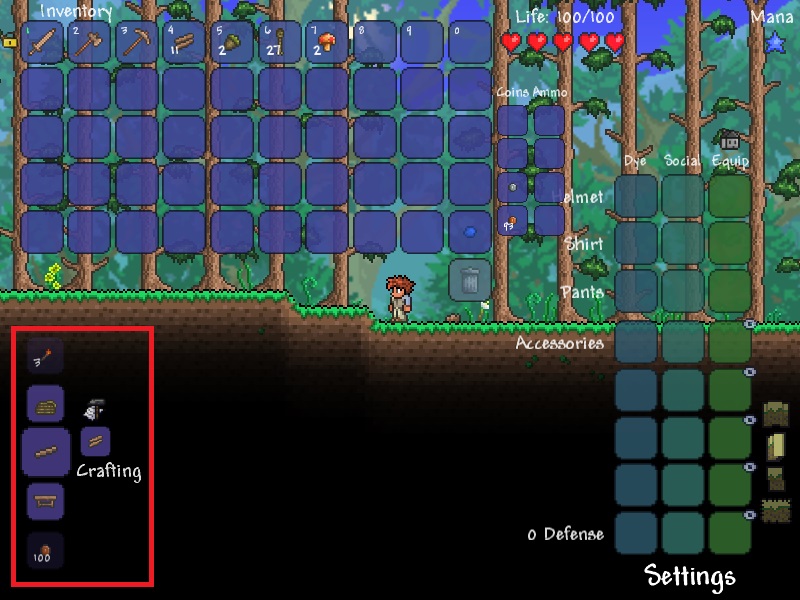 Inventory
Life: 100/100
Mana
1 2 3 4 5 6 7 8 9 0
11 2 27 2
Coins Ammo
Dye Social Equip
Helmet
93
Shirt
Pants
Accessories
3
Crafting
100
0 Defense
Settings